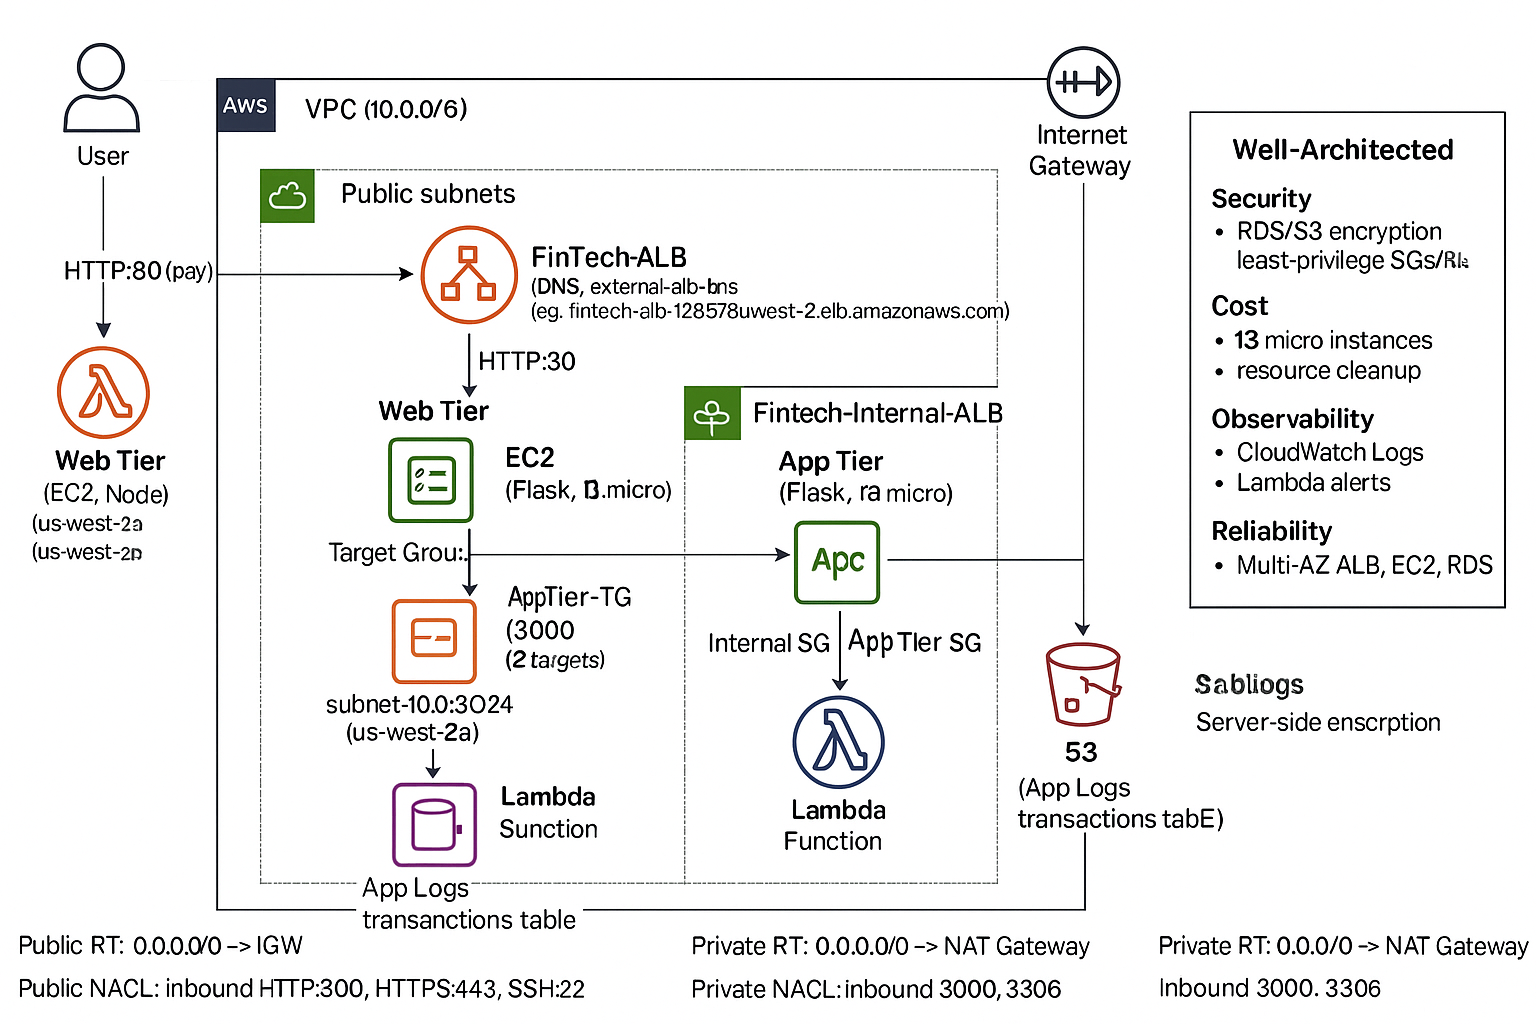 User
HTTP:80 (pay)
Web Tier
(EC2, Node)
(us-west-2a
(us-west-2
Aws
VPC (10.0.0/6)
Internet
Gateway
Public subnets
FinTech-ALB
(DNS, external-alb-bns
(eg. fintech-alb-128578uwest-2.elb.amazonaws.com)
HTTP:30
Web Tier
EC2
(Flask, .micro)
Target Grou:.
AppTier-TG
(3000
(2 targets)
subnet-10.0:3O24
(us-west-2a)
Lambda
Sunction
App Logs
transanctions table
Fintech-Internal-ALB
App Tier
(Flask, ra micro)
Apc
Internal SG
App TIer SG
Lambda
Function
53
(App Logs
transactions tabE)
Well-Architected
Security
• RDS/S3 encryption
least-privilege SGs/
Cost
• 13 micro instances
• resource cleanup
Observability
• CloudWatch Logs
• Lambda alerts
Reliability
• Multi-AZ ALB, EC2, RDS
Server-side enscrption
Public RT: 0.0.0.0/0 –> IGW
Public NACL: inbound HTTP:300, HTTPS:443, SSH:22
Private RT: 0.0.0.0/0 –> NAT Gateway
Private NACL: inbound 3000, 3306
Private RT: 0.0.0/0 –> NAT Gateway
Inbound 3000. 3306